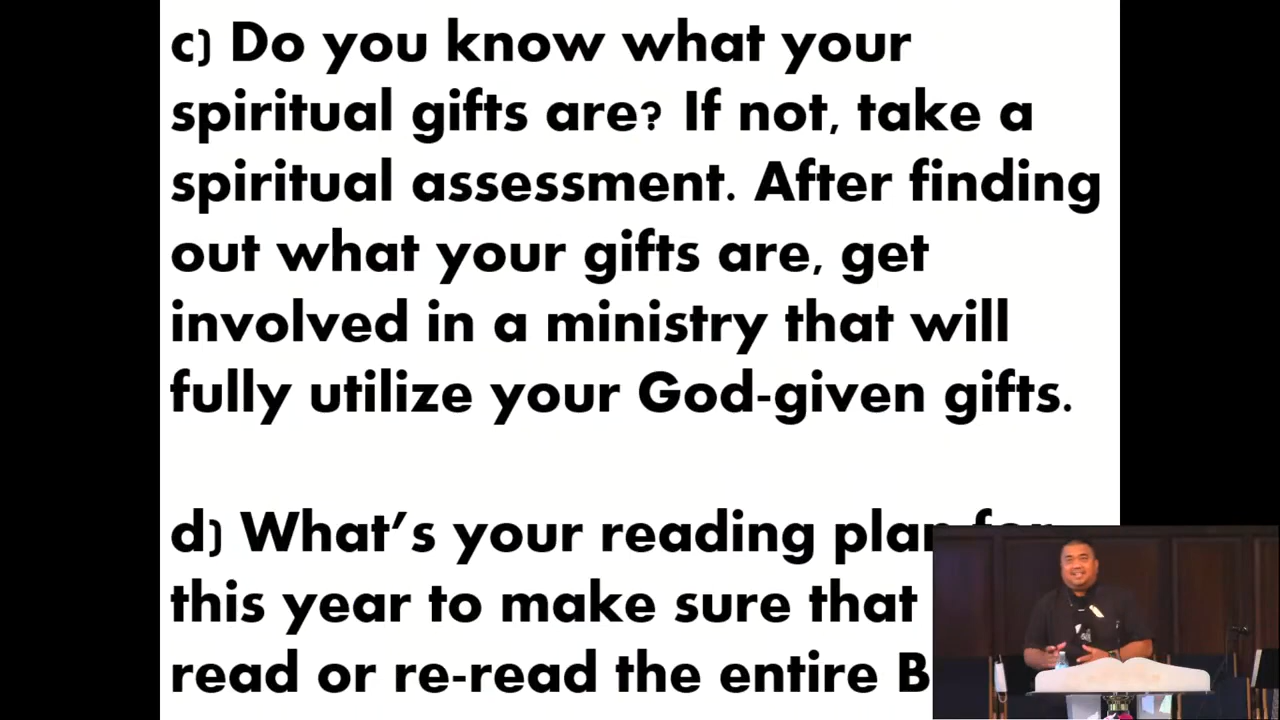 c) Do you know what your
spiritual gifts are? If not, take a
spiritual assessment. After finding
out what your gifts are, get
involved in a ministry that will
fully utilize your God-given gifts.
d) What’s your reading plan for
this year to make sure that
read or re-read the entire B